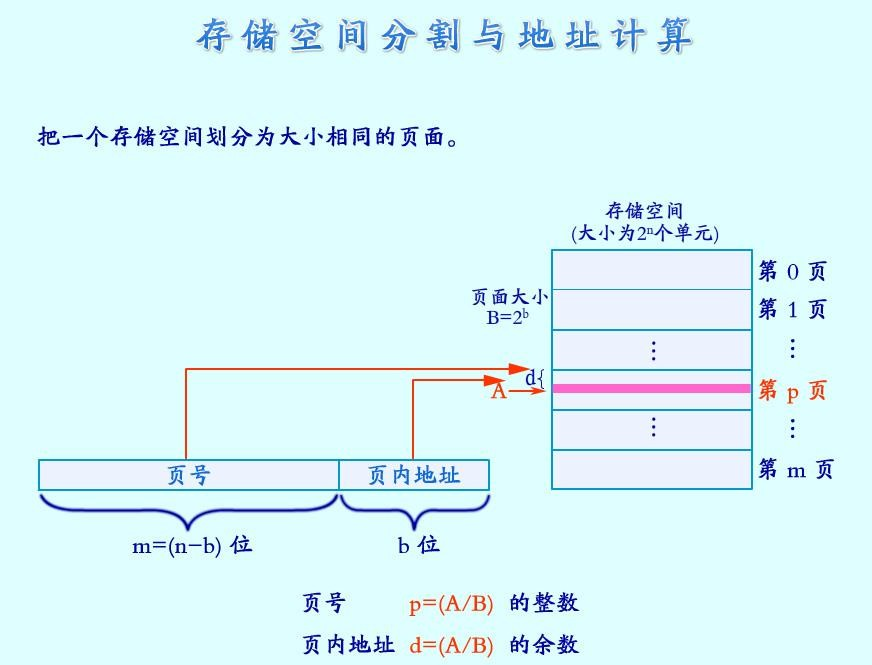 存储空间分割与地址计算
把一个存储空间划分为大小相同的页面。
存储空间
(大小为2ⁿ个单元)
第 0 页
页面大小
B=2ᵇ
第 1 页
⋮ ⋮
d{
A
第 p 页
⋮ ⋮
第 m 页
页号 页内地址
m=(n-b) 位 b 位
页号 p=(A/B) 的整数
页内地址 d=(A/B) 的余数